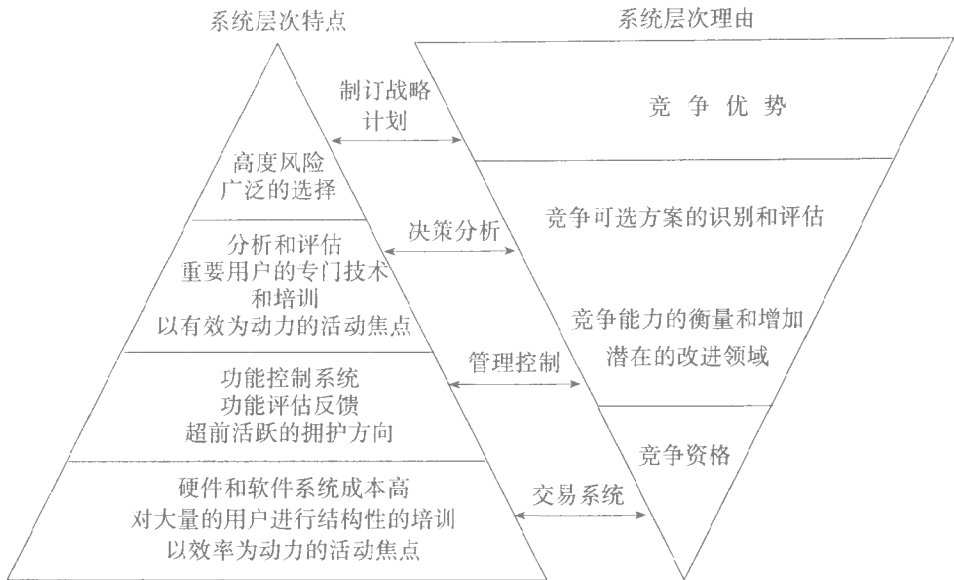 系统层次特点
高度风险
广泛的选择
分析和评估
重要用户的专门技术
和培训
以有效为动力的活动焦点
功能控制系统
功能评估反馈
超前活跃的拥护方向
硬件和软件系统成本高
对大量的用户进行结构性的培训
以效率为动力的活动焦点
制订战略
计划
决策分析
管理控制
交易系统
系统层次理由
竞争优势
竞争可选方案的识别和评估
竞争能力的衡量和增加
潜在的改进领域
竞争资格